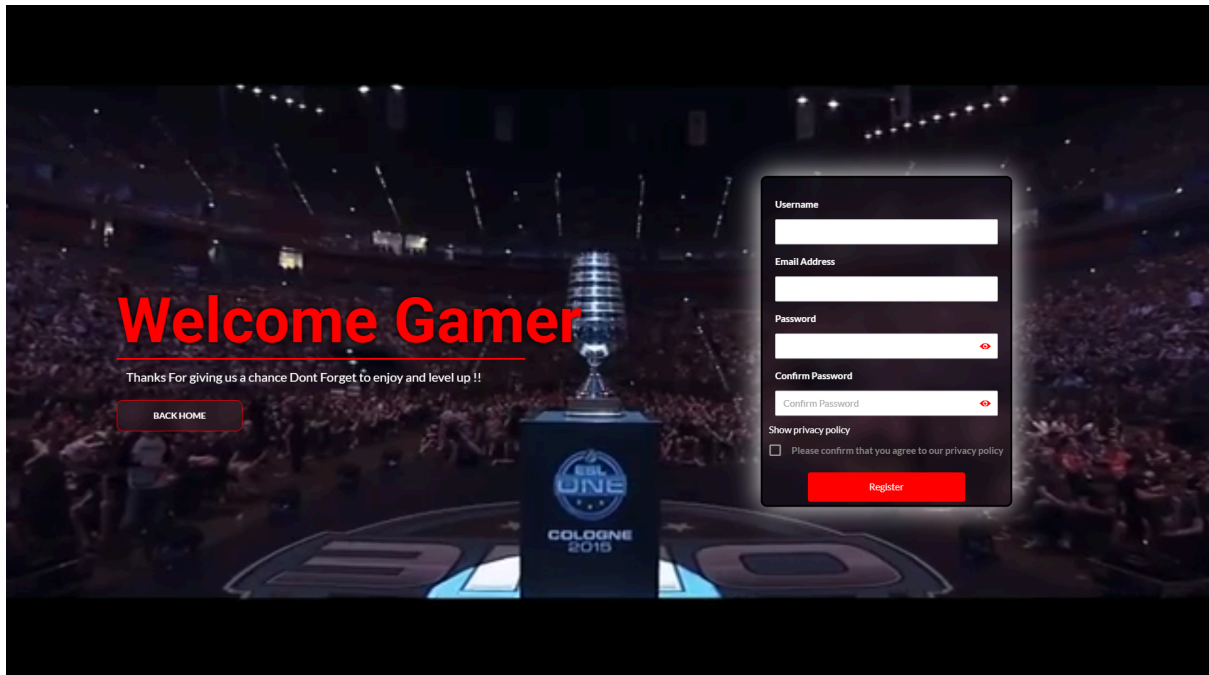 Welcome Gamer
Thanks For giving us a chance Dont Forget to enjoy and level up !!
BACK HOME
ESL
ONE
COLOGNE
2015
Username
Email Address
Password
Confirm Password
Confirm Password
Show privacy policy
Please confirm that you agree to our privacy policy
Register